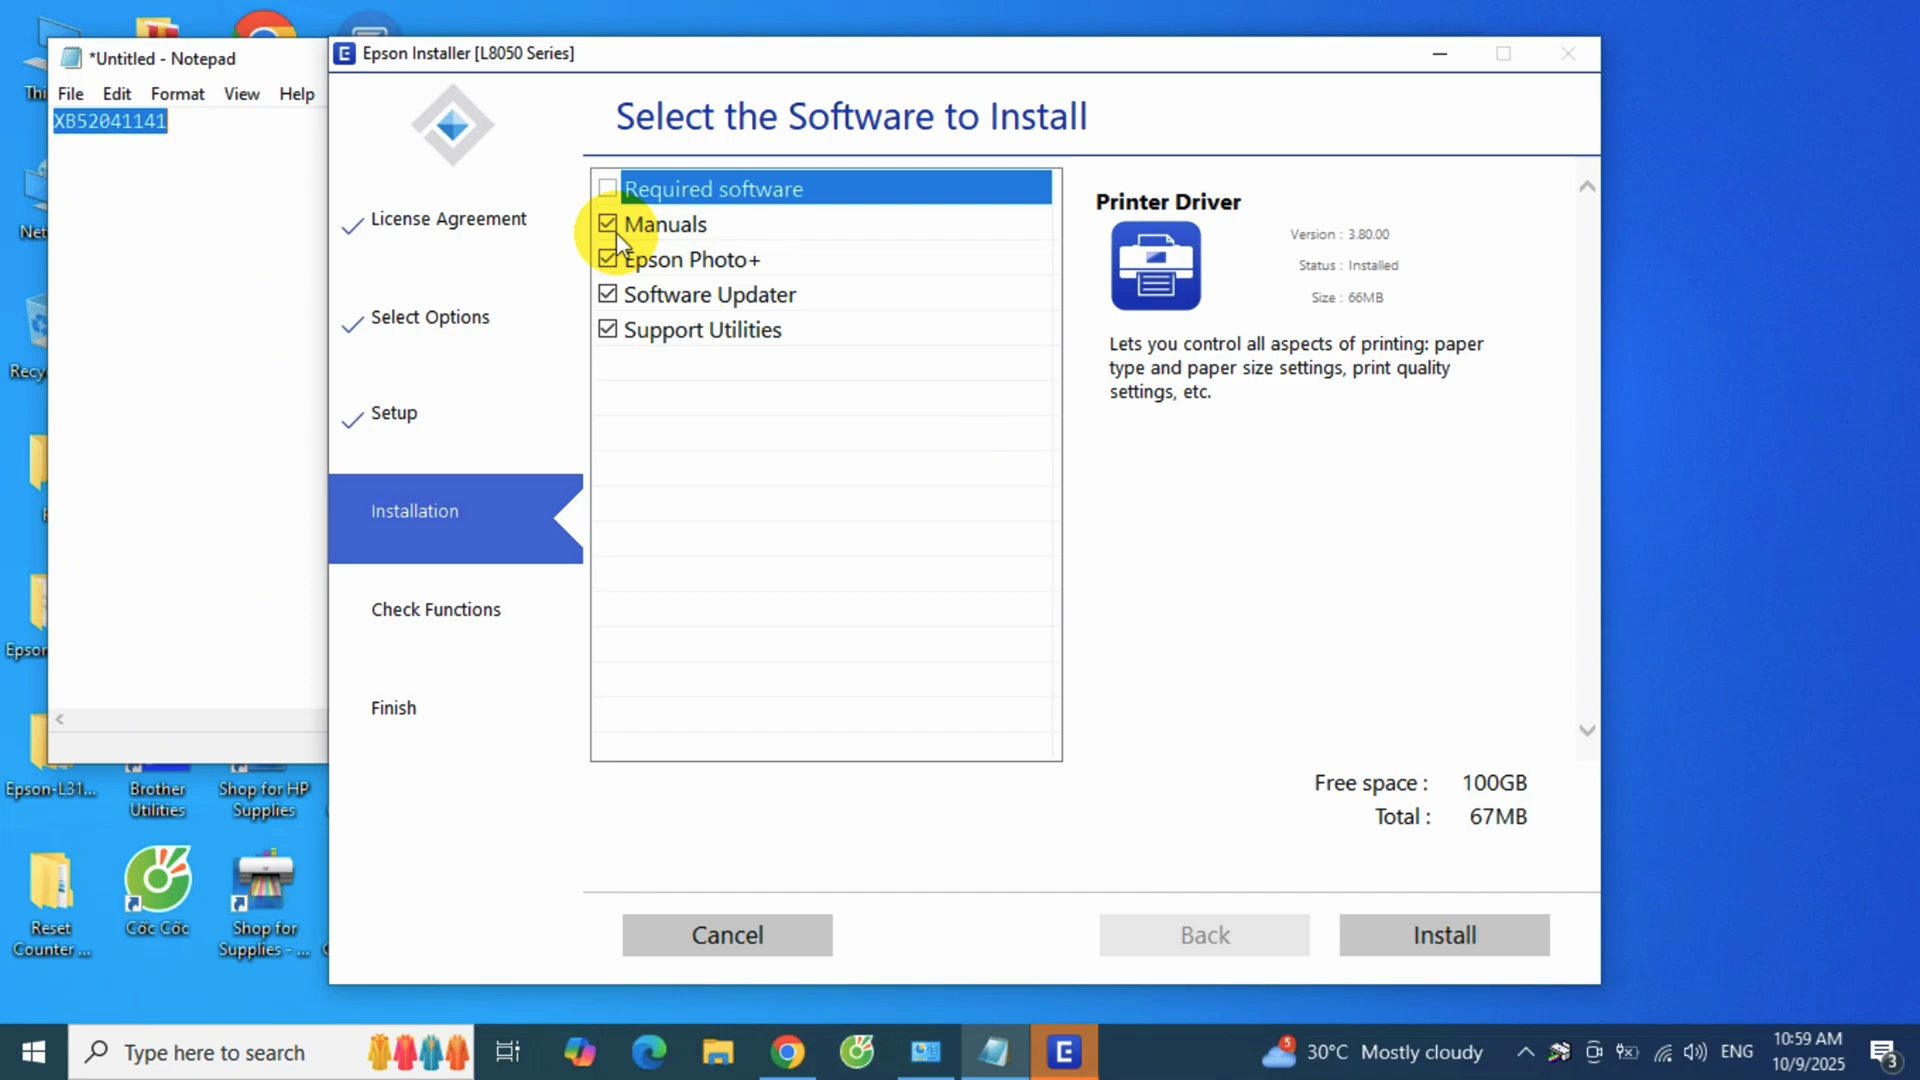 *Untitled - Notepad
File Edit Format View Help
XB52041141
Epson Installer [L8050 Series]
Select the Software to Install
License Agreement
Select Options
Setup
Installation
Check Functions
Finish
Required software
Manuals
Epson Photo+
Software Updater
Support Utilities
Printer Driver
Version : 3.80.00
Status : Installed
Size : 66MB
Lets you control all aspects of printing: paper
type and paper size settings, print quality
settings, etc.
Free space : 100GB
Total : 67MB
Cancel
Back
Install
Epson-L31...
Brother
Utilities
Shop for HP
Supplies
Reset
Counter ...
Cốc Cốc
Shop for
Supplies - ...
Type here to search
5
30°C Mostly cloudy
ENG
10:59 AM
10/9/2025
3